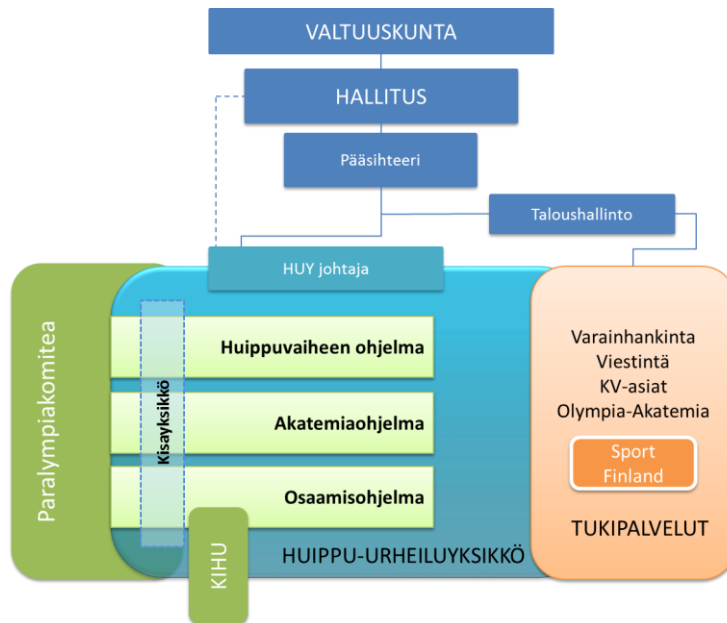 VALTUUSKUNTA
HALLITUS
Pääsihteeri
Taloushallinto
HUY johtaja
Paralympiakomitea
Kisayksikkö
Huippuvaiheen ohjelma
Akatemiaohjelma
Osaamisohjelma
KIHU
HUIPPU-URHEILUYKSIKKÖ
Varainhankinta
Viestintä
KV-asiat
Olympia-Akatemia
Sport
Finland
TUKIPALVELUT